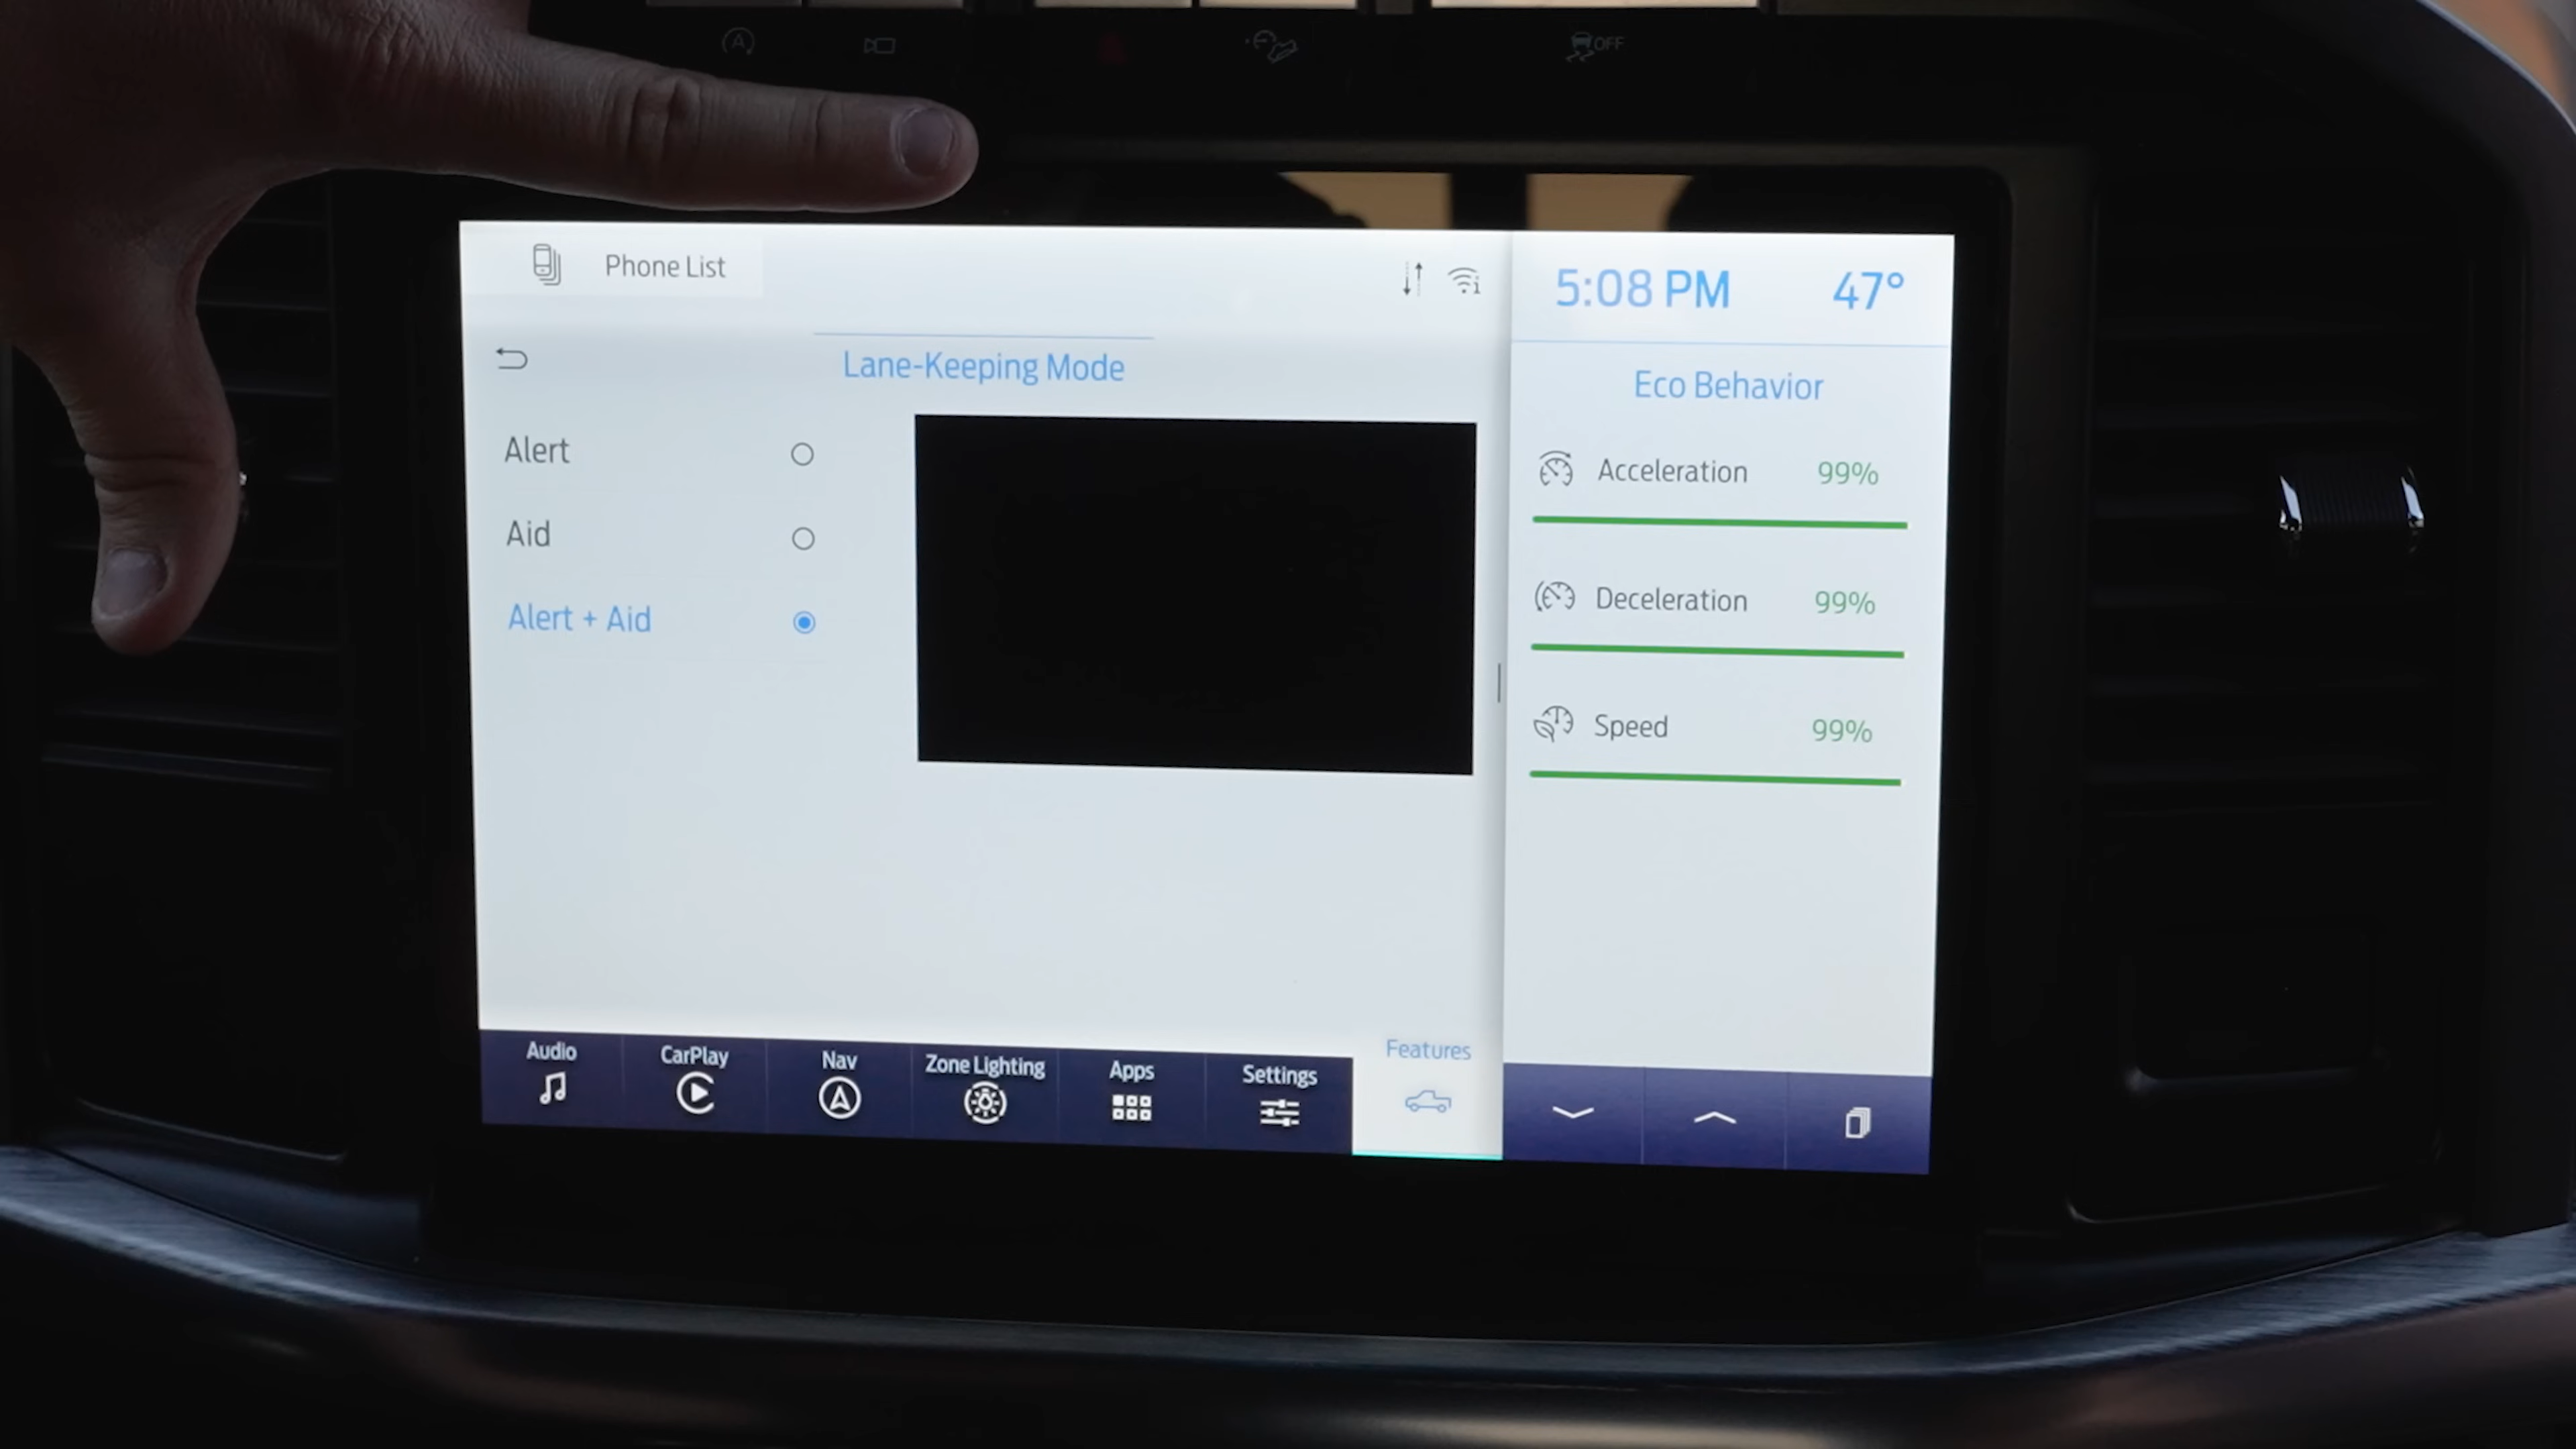 OFF
Phone List
5:08 PM 47°
Lane-Keeping Mode
Alert
Aid
Alert + Aid
Eco Behavior
Acceleration 99%
Deceleration 99%
Speed 99%
Audio
CarPlay
Nav
Zone Lighting
Apps
Settings
Features